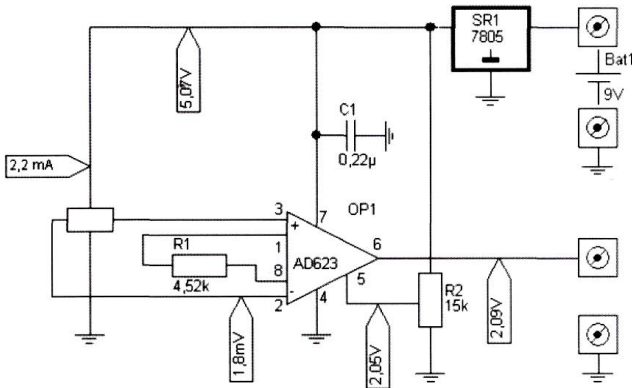 SR1
7805
Bat1
9V
5,07V
C1
0,22µ
2,2 mA
OP1
3
7
+
1
R1
AD623
6
8
5
4,52k
-
2
4
R2
15k
1,8mV
2,05V
2,09V